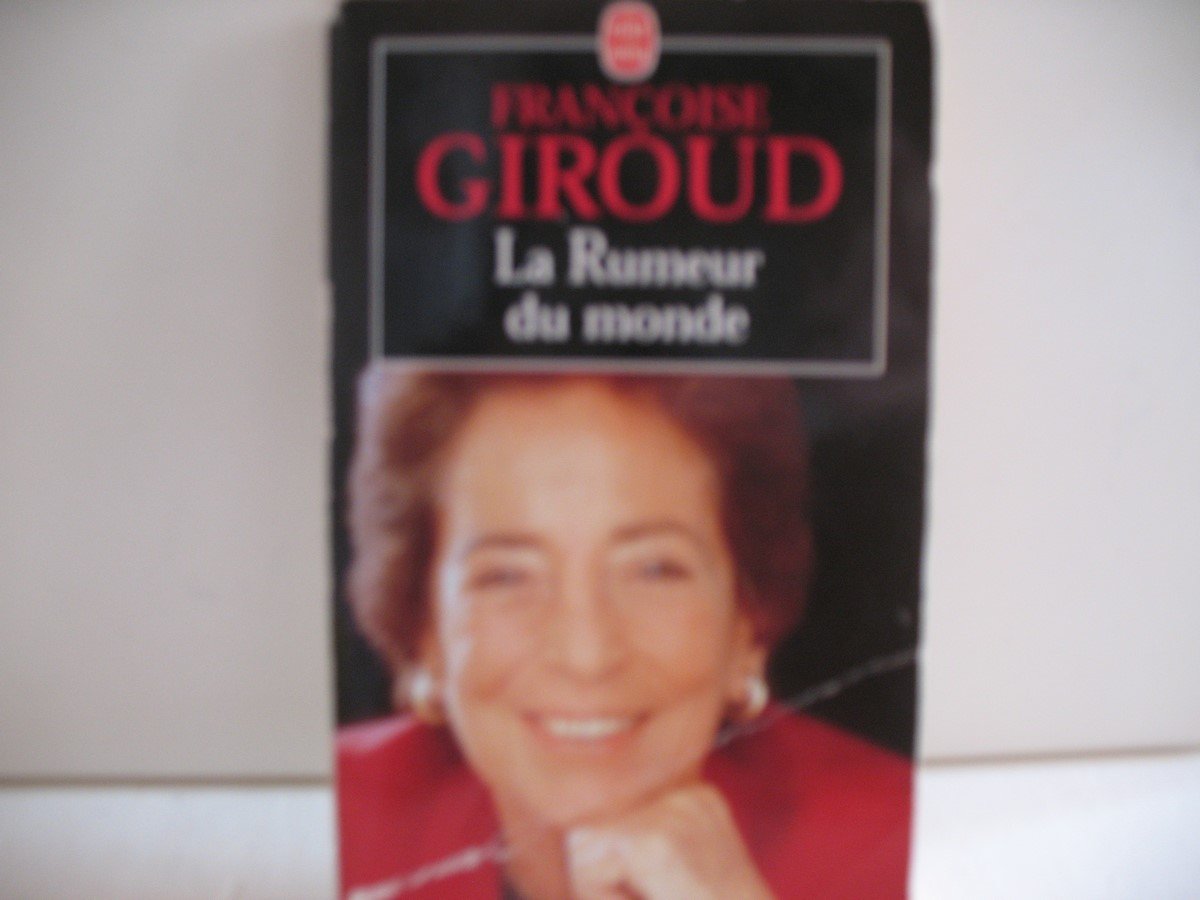 FRANÇOISE
GIROUD
La Rumeur
du monde